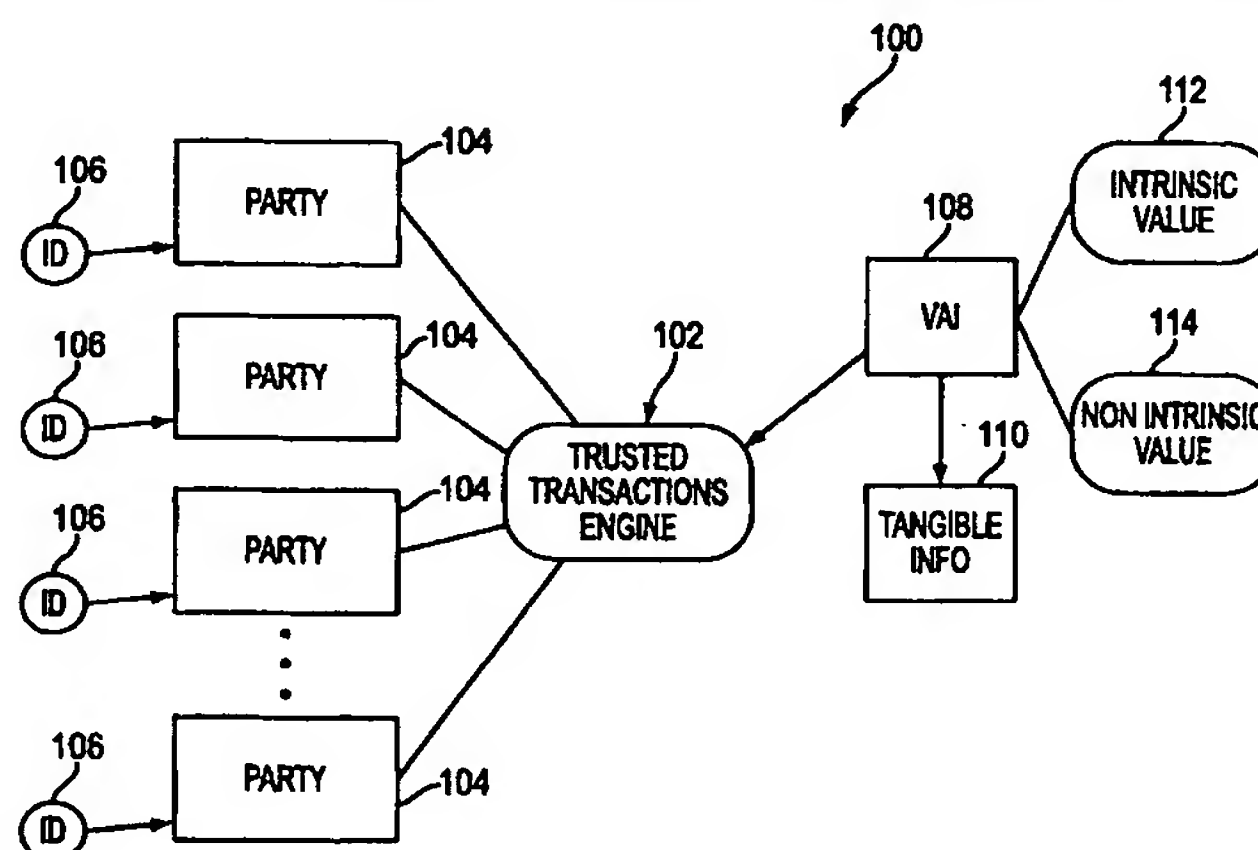 100
112
INTRINSIC
VALUE
106
ID
104
PARTY
108
VAI
114
NON INTRINSIC
VALUE
106
ID
104
PARTY
102
TRUSTED
TRANSACTIONS
ENGINE
110
TANGIBLE
INFO
106
ID
104
PARTY
106
ID
104
PARTY